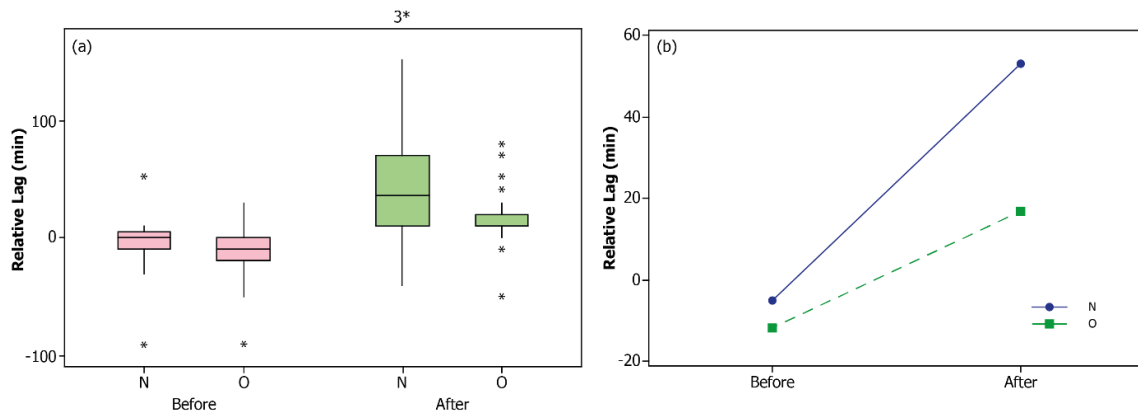 3*
(a)
Relative Lag (min)
100
0
-100
N
O
N
O
Before
After
(b)
Relative Lag (min)
60
40
20
0
-20
N
O
Before
After